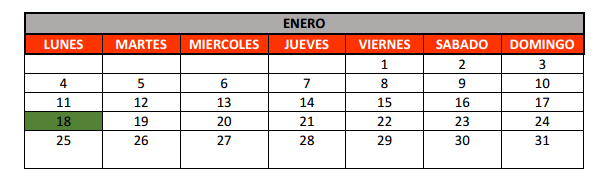 ENERO
LUNES MARTES MIERCOLES JUEVES VIERNES SABADO DOMINGO
1 2 3
4 5 6 7 8 9 10
11 12 13 14 15 16 17
18 19 20 21 22 23 24
25 26 27 28 29 30 31